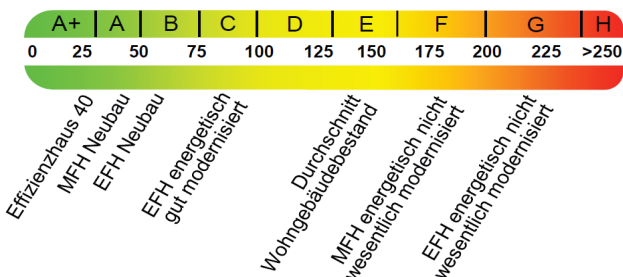 A+ A B C D E F G H
0 25 50 75 100 125 150 175 200 225 >250
Effizienzhaus 40
MFH Neubau
EFH Neubau
EFH energetisch
gut modernisiert
Durchschnitt
Wohngebäudebestand
MFH energetisch nicht
wesentlich modernisiert
EFH energetisch nicht
wesentlich modernisiert